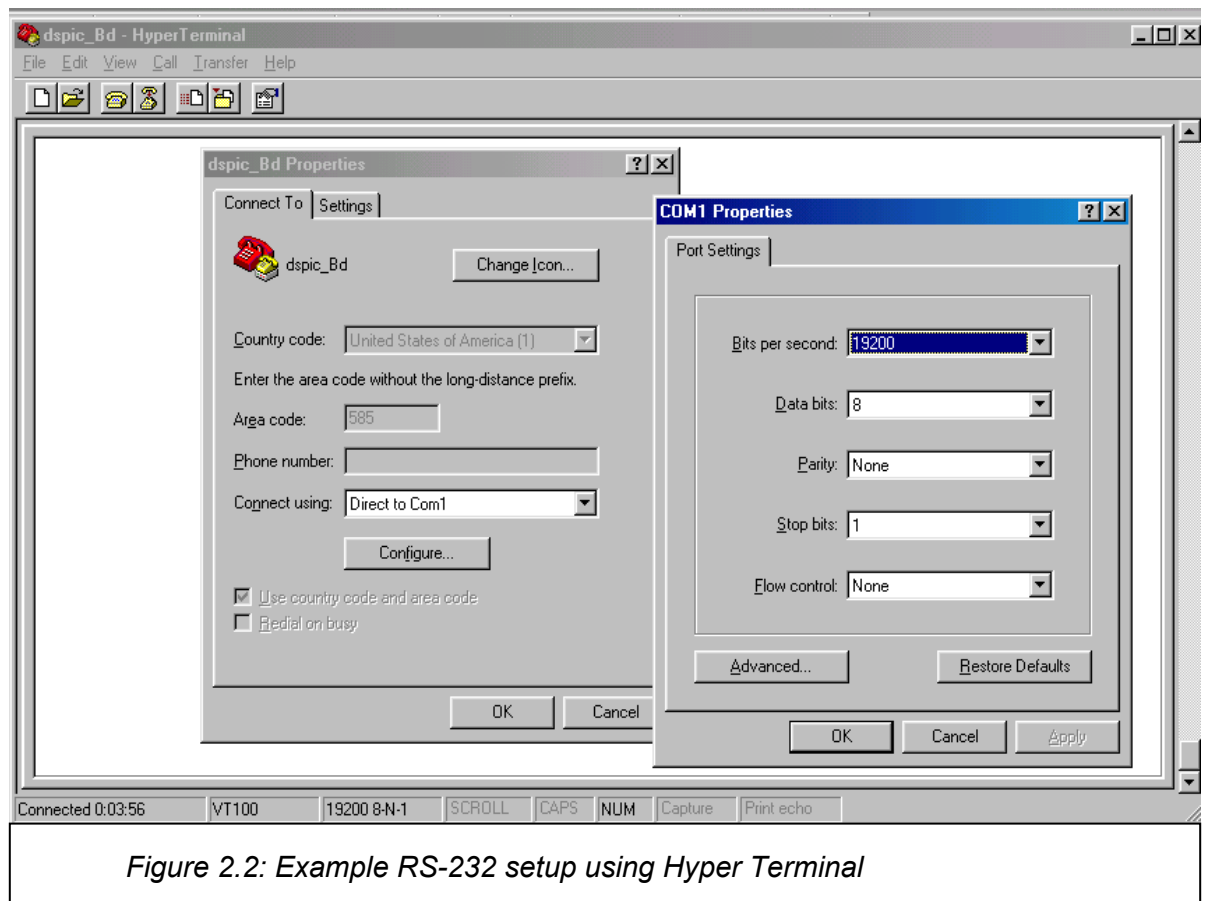 dspic_Bd - HyperTerminal
File Edit View Call Transfer Help
dspic_Bd Properties
Connect To Settings
dspic_Bd
Change Icon...
Country code: United States of America (1)
Enter the area code without the long-distance prefix.
Area code: 585
Phone number:
Connect using: Direct to Com1
Configure...
Use country code and area code
Redial on busy
OK Cancel
COM1 Properties
Port Settings
Bits per second: 19200
Data bits: 8
Parity: None
Stop bits: 1
Flow control: None
Advanced... Restore Defaults
OK Cancel Apply
Connected 0:03:56 VT100 19200 8-N-1 SCROLL CAPS NUM Capture Print echo
Figure 2.2: Example RS-232 setup using Hyper Terminal